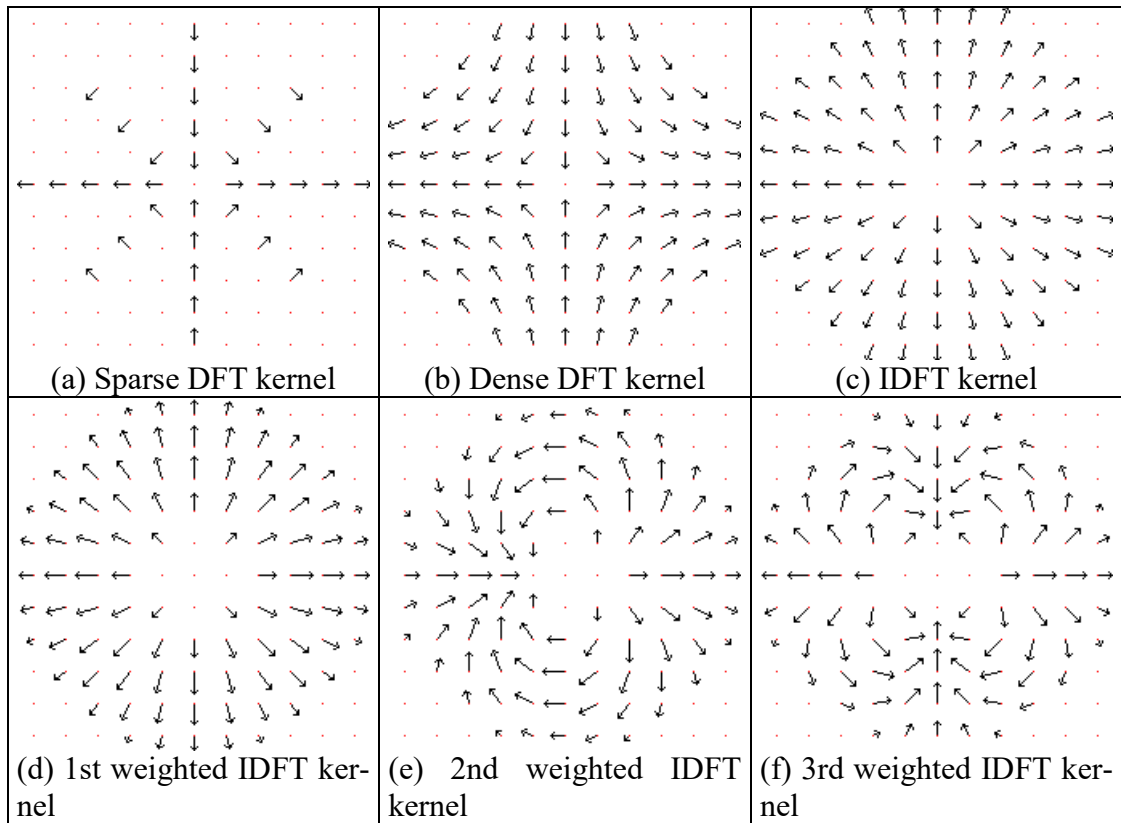 (a) Sparse DFT kernel
(b) Dense DFT kernel
(c) IDFT kernel
(d) 1st weighted IDFT ker-
nel
(e) 2nd weighted IDFT
kernel
(f) 3rd weighted IDFT ker-
nel